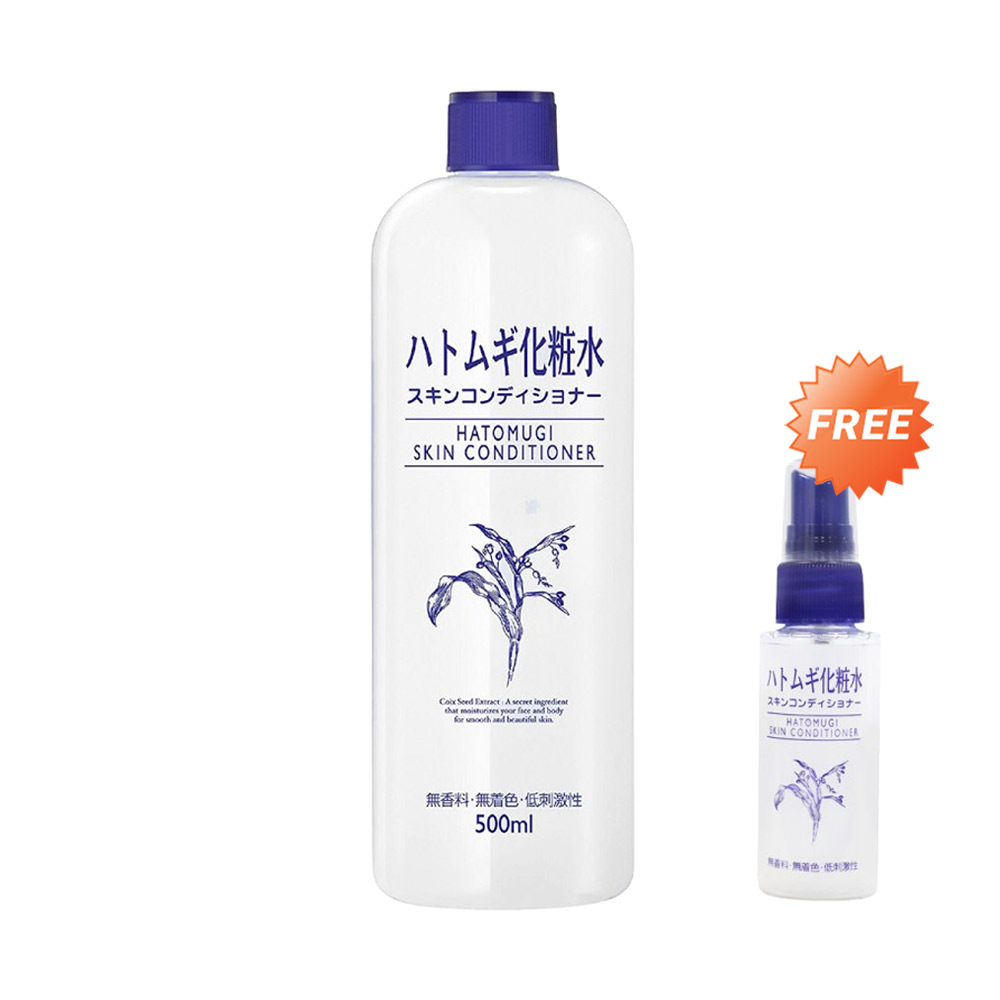 ハトムギ化粧水
スキンコンディショナー
HATOMUGI
SKIN CONDITIONER
Coix Seed Extract : A secret ingredient
that moisturizes your face and body
for smooth and beautiful skin.
無香料・無着色・低刺激性
500ml
FREE
ハトムギ化粧水
スキンコンディショナー
HATOMUGI
SKIN CONDITIONER
無香料・無着色・低刺激性